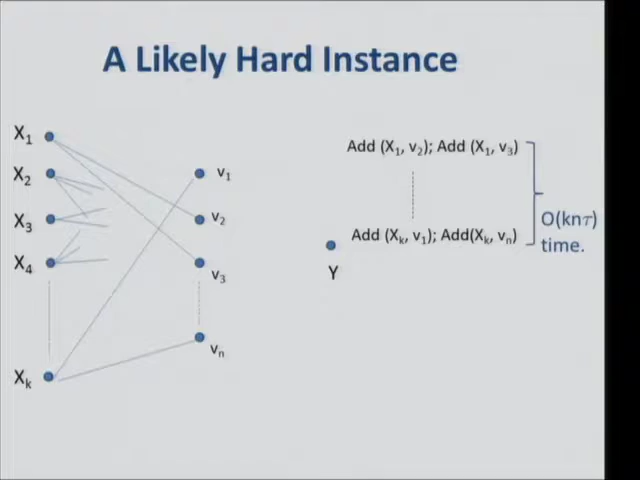 A Likely Hard Instance
X1
X2
X3
X4
Xk
v1
v2
v3
vn
Y
Add (X1, v2); Add (X1, v3)
Add (Xk, v1); Add(Xk, vn)
O(knτ)
time.